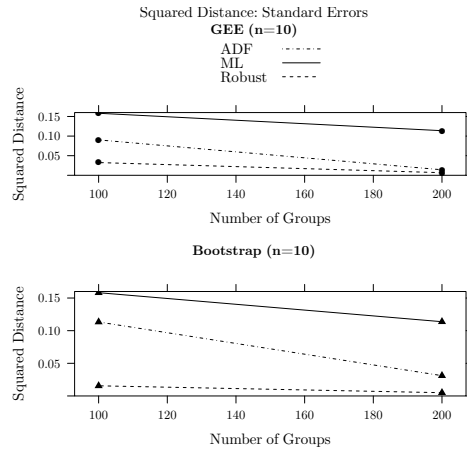 Squared Distance: Standard Errors
GEE (n=10)
ADF
ML
Robust
Squared Distance
0.15
0.10
0.05
100 120 140 160 180 200
Number of Groups
Bootstrap (n=10)
Squared Distance
0.15
0.10
0.05
100 120 140 160 180 200
Number of Groups